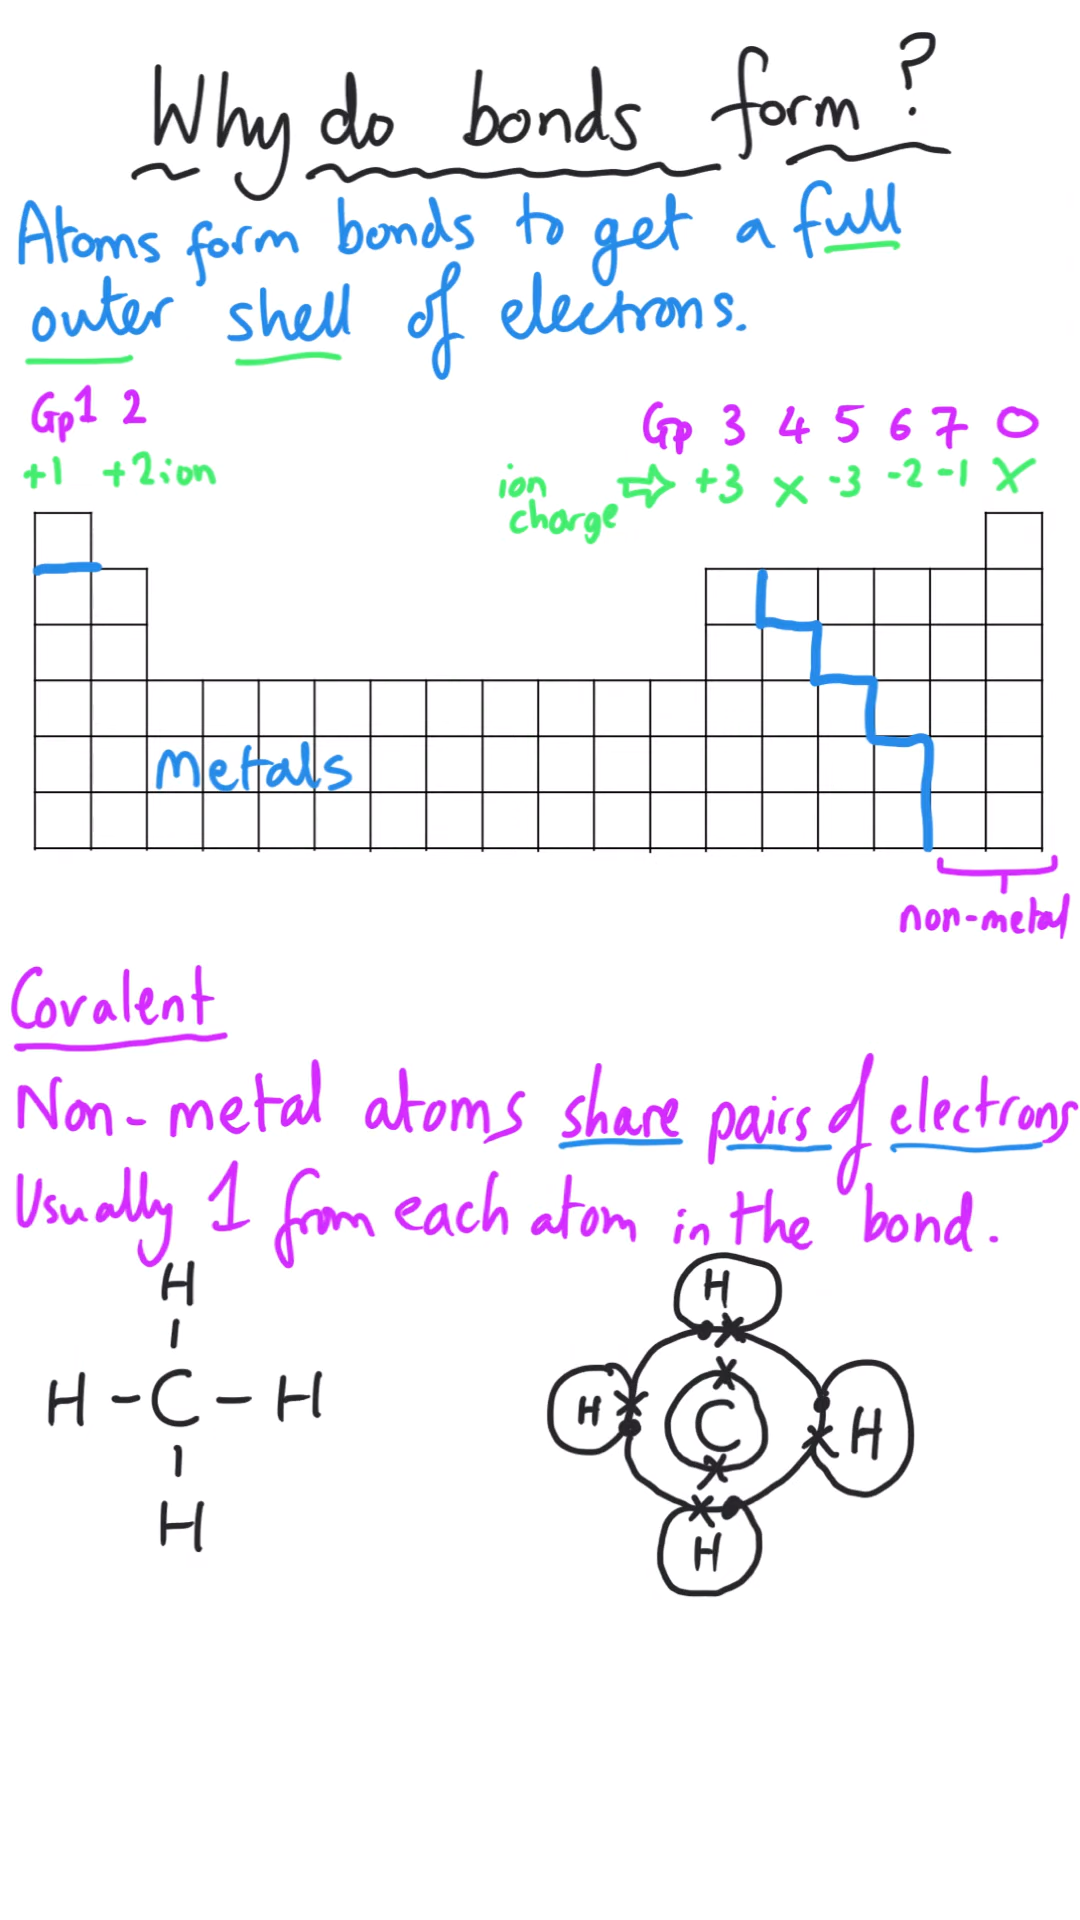 Why do bonds form?
Atoms form bonds to get a full
outer shell of electrons.
Gp1 2
+1 +2 ion
Gp 3 4 5 6 7 0
ion charge ⇒ +3 x -3 -2 -1 X
Metals
non-metal
Covalent
Non-metal atoms share pairs of electrons
Usually 1 from each atom in the bond.
H
H - C - H
H
H
H C H
H